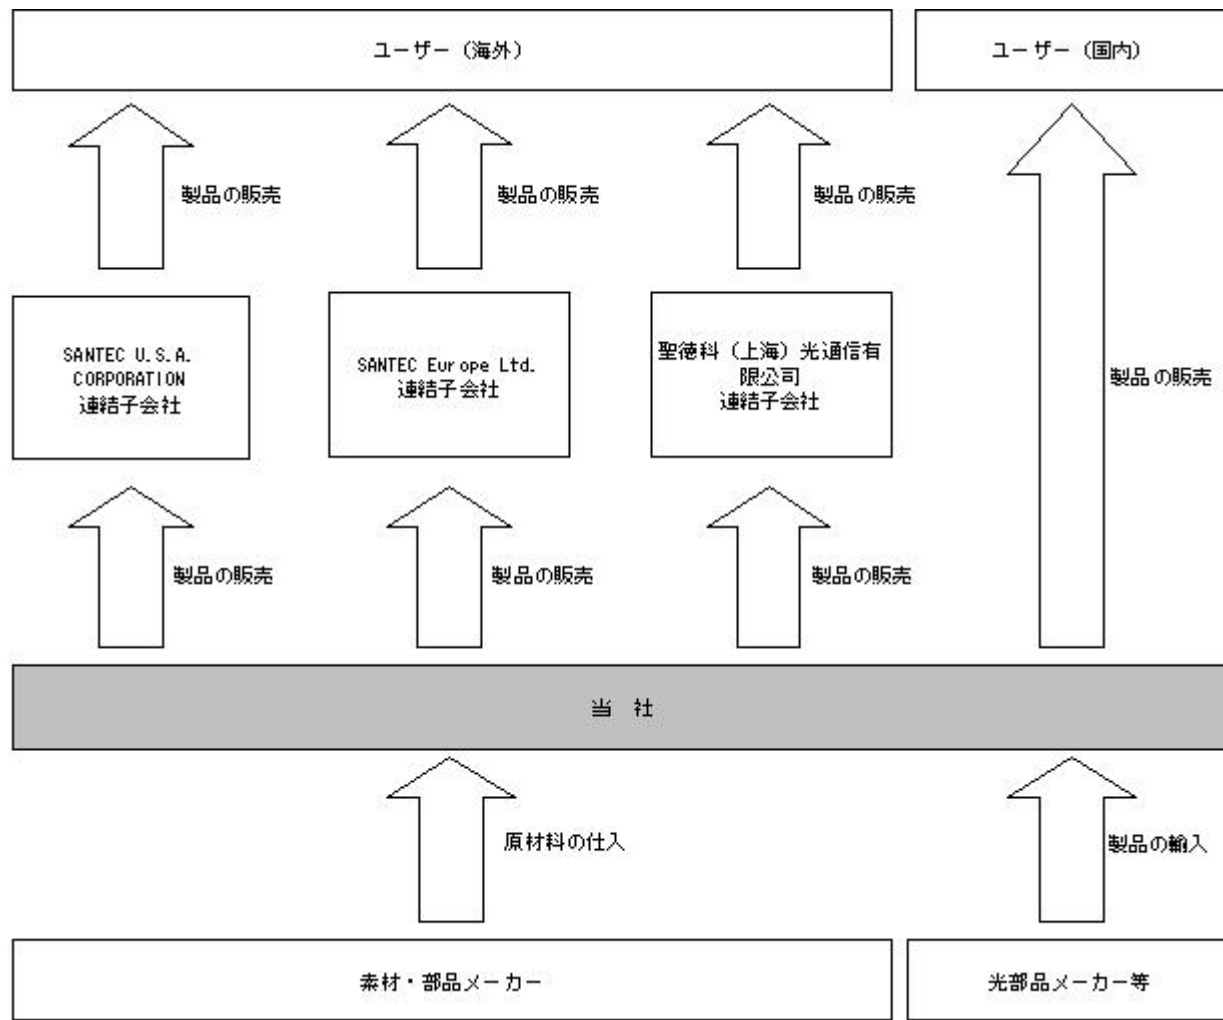 ユーザー（海外）
ユーザー（国内）
製品の販売
製品の販売
製品の販売
SANTEC U.S.A.
CORPORATION
連結子会社
SANTEC Europe Ltd.
連結子会社
聖徳科（上海）光通信有
限公司
連結子会社
製品の販売
製品の販売
製品の販売
製品の販売
当　社
原材料の仕入
製品の輸入
素材・部品メーカー
光部品メーカー等